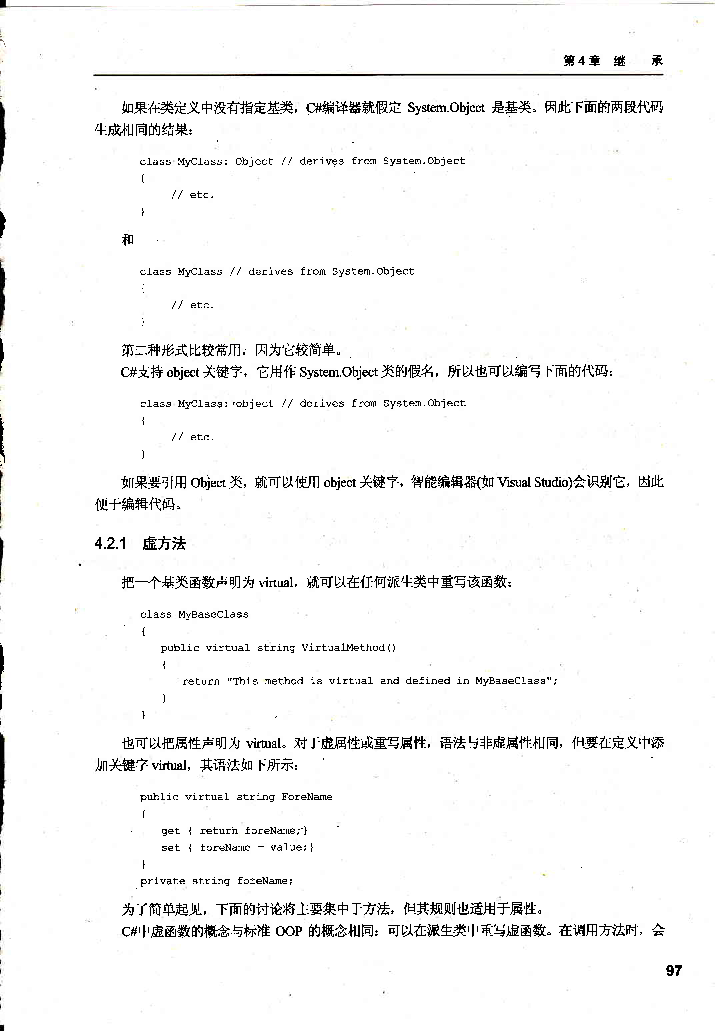 第4章 继 承
如果在类定义中没有指定基类，C#编译器就假定 System.Object 是基类。因此下面的两段代码
生成相同的结果：
class MyClass: Object // derives from System.Object
{
// etc.
}
和
class MyClass // derives from System.Object
{
// etc.
}
第二种形式比较常用，因为它较简单。
C#支持 object 关键字，它用作 System.Object 类的假名，所以也可以编写下面的代码：
class MyClass: object // derives from System.Object
{
// etc.
}
如果要引用 Object 类，就可以使用 object 关键字，智能编辑器(如 Visual Studio)会识别它，因此
便于编辑代码。
4.2.1 虚方法
把一个基类函数声明为 virtual，就可以在任何派生类中重写该函数：
class MyBaseClass
{
public virtual string VirtualMethod()
{
return "This method is virtual and defined in MyBaseClass";
}
}
也可以把属性声明为 virtual。对于虚属性或重写属性，语法与非虚属性相同，但要在定义中添
加关键字 virtual，其语法如下所示：
public virtual string ForeName
{
get { return foreName;}
set { foreName = value;}
}
private string foreName;
为了简单起见，下面的讨论将主要集中于方法，但其规则也适用于属性。
C#中虚函数的概念与标准 OOP 的概念相同：可以在派生类中重写虚函数。在调用方法时，会
97